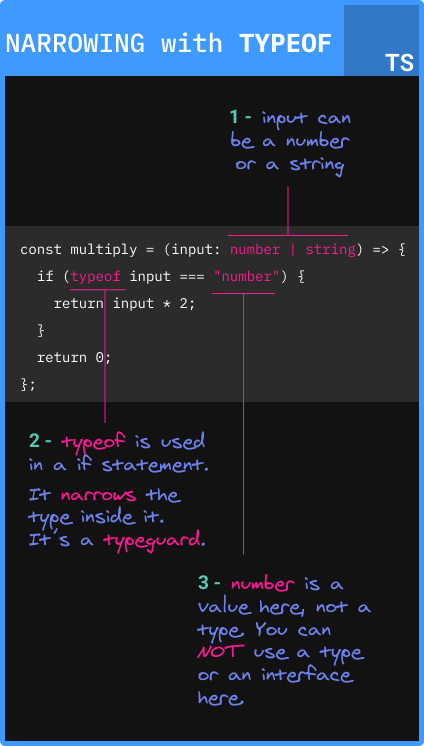 NARROWING with TYPEOF
TS
1 - input can
be a number
or a string
const multiply = (input: number | string) => {
if (typeof input === "number") {
return input * 2;
}
return 0;
};
2 - typeof is used
in a if statement.
It narrows the
type inside it.
It's a typeguard.
3 - number is a
value here, not a
type. You can
NOT use a type
or an interface
here.